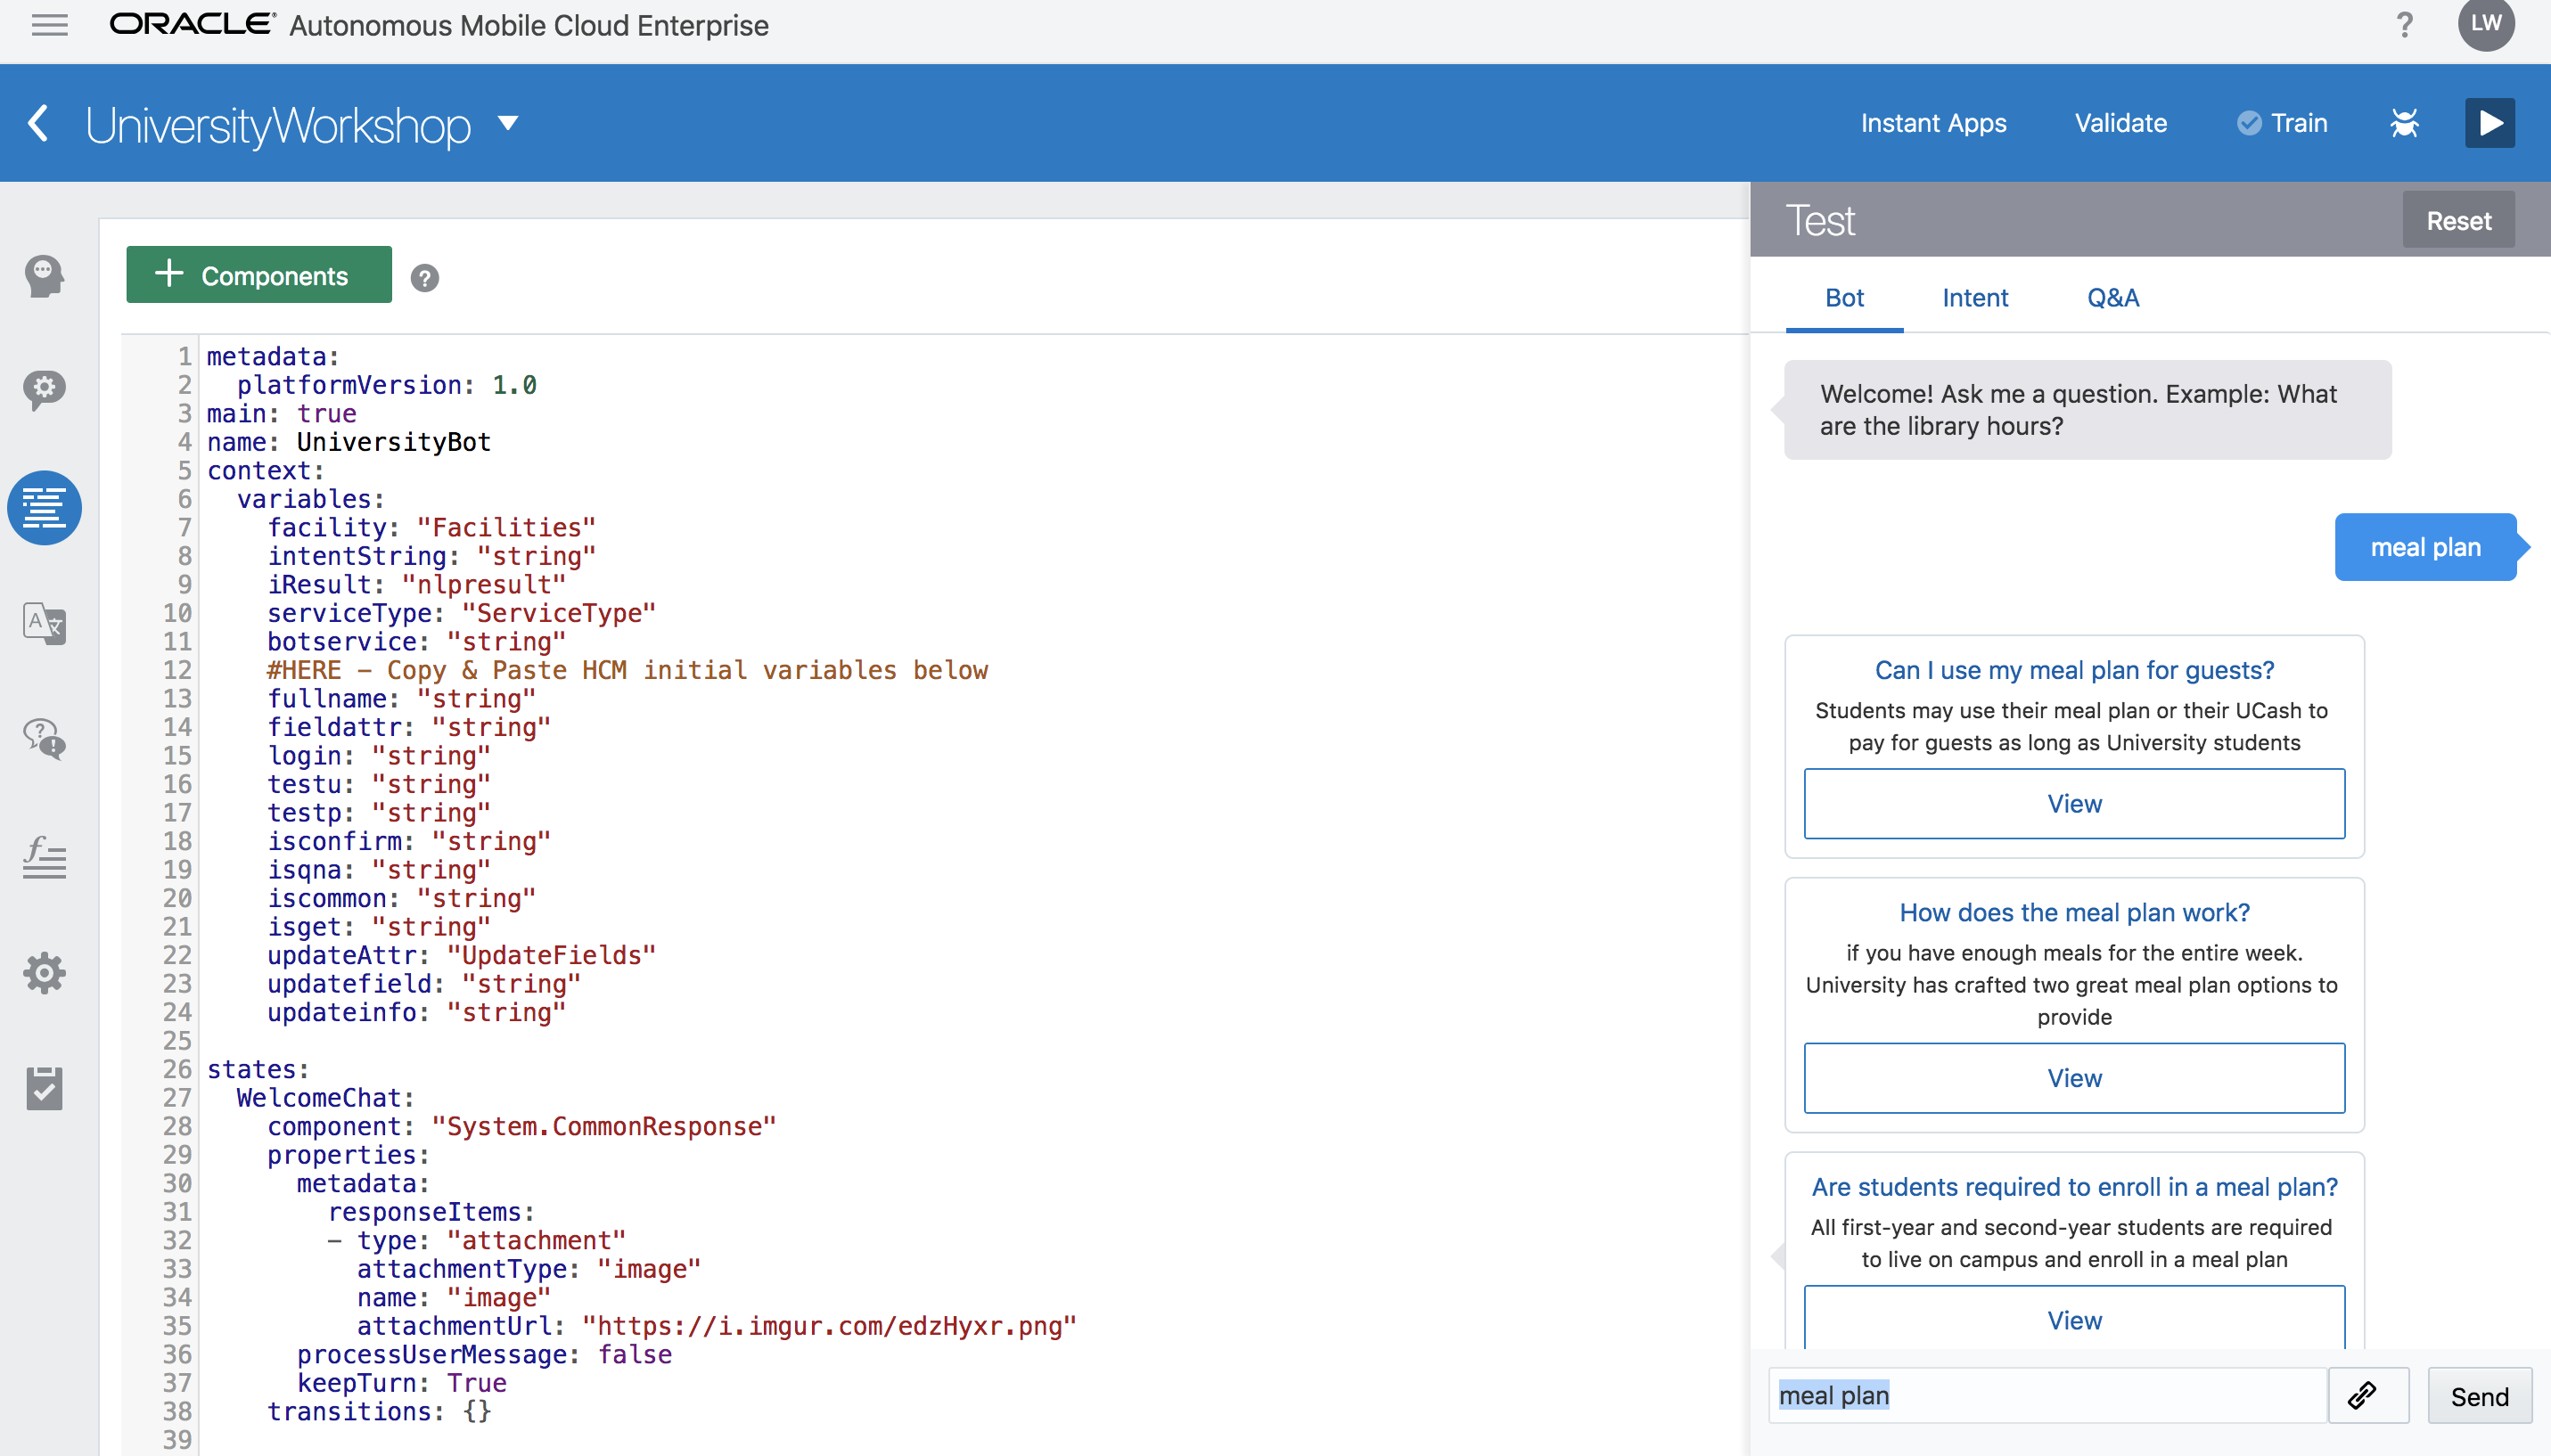 ORACLE® Autonomous Mobile Cloud Enterprise
?
LW
UniversityWorkshop
Instant Apps
Validate
Train
+ Components
?
1 metadata:
2   platformVersion: 1.0
3 main: true
4 name: UniversityBot
5 context:
6   variables:
7     facility: "Facilities"
8     intentString: "string"
9     iResult: "nlpresult"
10     serviceType: "ServiceType"
11     botservice: "string"
12     #HERE – Copy & Paste HCM initial variables below
13     fullname: "string"
14     fieldattr: "string"
15     login: "string"
16     testu: "string"
17     testp: "string"
18     isconfirm: "string"
19     isqna: "string"
20     iscommon: "string"
21     isget: "string"
22     updateAttr: "UpdateFields"
23     updatefield: "string"
24     updateinfo: "string"
25
26 states:
27   WelcomeChat:
28     component: "System.CommonResponse"
29     properties:
30       metadata:
31         responseItems:
32         – type: "attachment"
33           attachmentType: "image"
34           name: "image"
35           attachmentUrl: "https://i.imgur.com/edzHyxr.png"
36       processUserMessage: false
37       keepTurn: True
38     transitions: {}
39
Test
Reset
Bot
Intent
Q&A
Welcome! Ask me a question. Example: What
are the library hours?
meal plan
Can I use my meal plan for guests?
Students may use their meal plan or their UCash to
pay for guests as long as University students
View
How does the meal plan work?
if you have enough meals for the entire week.
University has crafted two great meal plan options to
provide
View
Are students required to enroll in a meal plan?
All first-year and second-year students are required
to live on campus and enroll in a meal plan
View
meal plan
Send